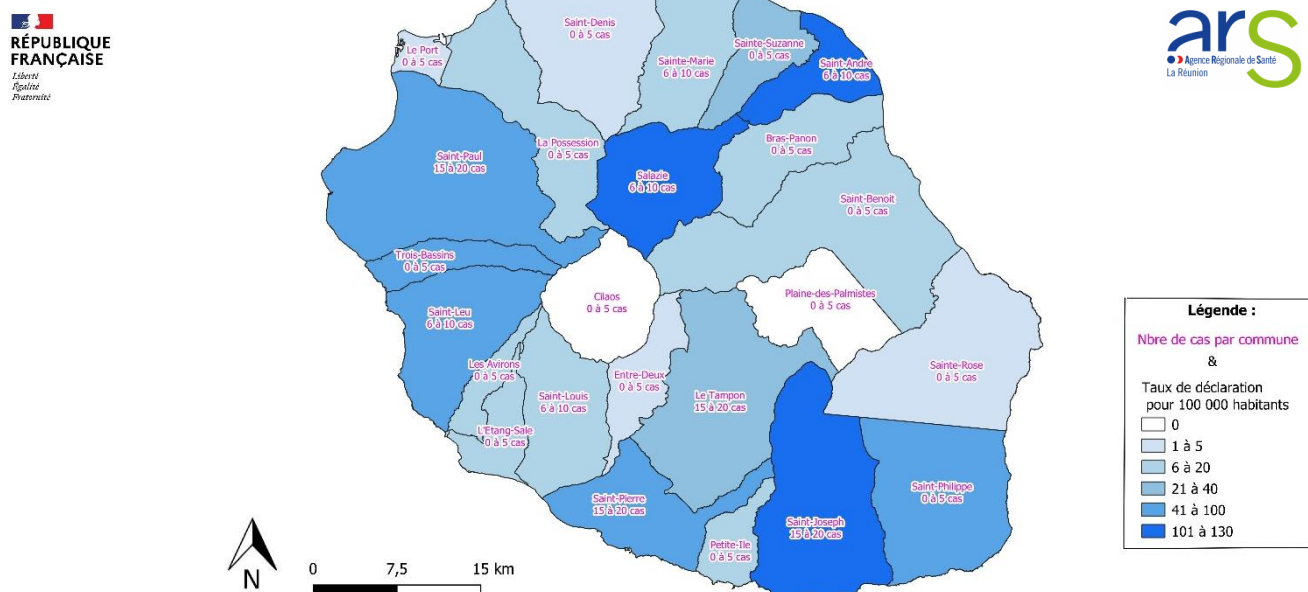 RÉPUBLIQUE
FRANÇAISE
Liberté
Égalité
Fraternité
ars
Agence Régionale de Santé
La Réunion
Saint-Denis
0 à 5 cas
Le Port
0 à 5 cas
Sainte-Marie
6 à 10 cas
Sainte-Suzanne
0 à 5 cas
Saint-André
6 à 10 cas
La Possession
0 à 5 cas
Bras-Panon
0 à 5 cas
Saint-Paul
15 à 20 cas
Salazie
6 à 10 cas
Saint-Benoit
0 à 5 cas
Trois-Bassins
0 à 5 cas
Cilaos
0 à 5 cas
Plaine-des-Palmistes
0 à 5 cas
Saint-Leu
6 à 10 cas
Les Avirons
0 à 5 cas
Entre-Deux
0 à 5 cas
Sainte-Rose
0 à 5 cas
Saint-Louis
6 à 10 cas
Le Tampon
15 à 20 cas
L'Etang-Sale
0 à 5 cas
Saint-Pierre
15 à 20 cas
Saint-Philippe
0 à 5 cas
Saint-Joseph
15 à 20 cas
Petite-Ile
0 à 5 cas
Légende :
Nbre de cas par commune
&
Taux de déclaration
pour 100 000 habitants
0
1 à 5
6 à 20
21 à 40
41 à 100
101 à 130
N
0 7,5 15 km